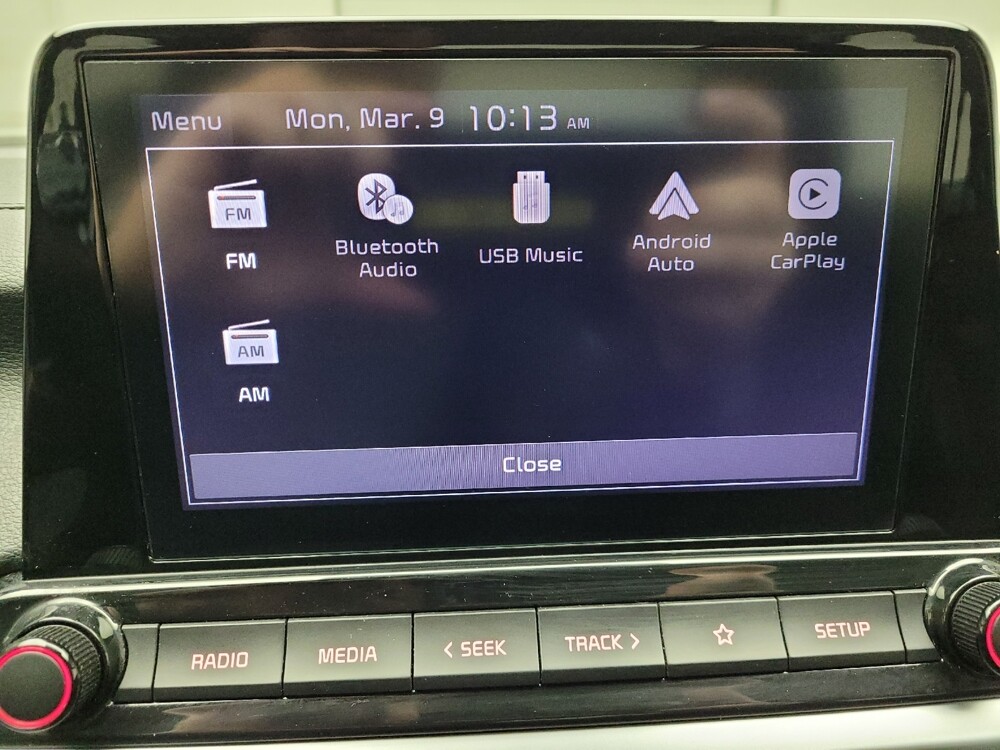 Menu Mon, Mar. 9 10:13 AM
FM
FM
Bluetooth
Audio
USB Music
Android
Auto
Apple
CarPlay
AM
AM
Close
RADIO MEDIA < SEEK TRACK > SETUP